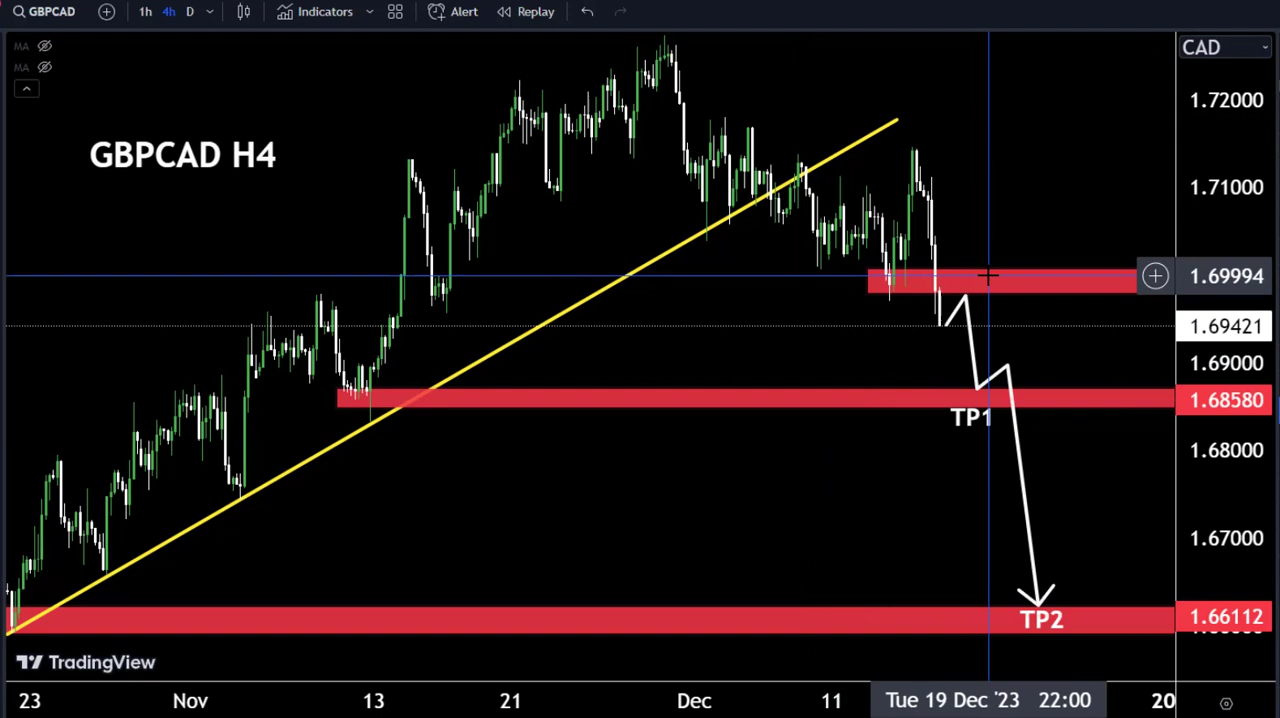 GBPCAD 1h 4h D Indicators Alert Replay
MA
MA
CAD
GBPCAD H4
1.72000
1.71000
1.69994
1.69421
1.69000
1.68580
TP1
1.68000
1.67000
1.66112
TP2
TradingView
23 Nov 13 21 Dec 11 Tue 19 Dec '23 22:00 20